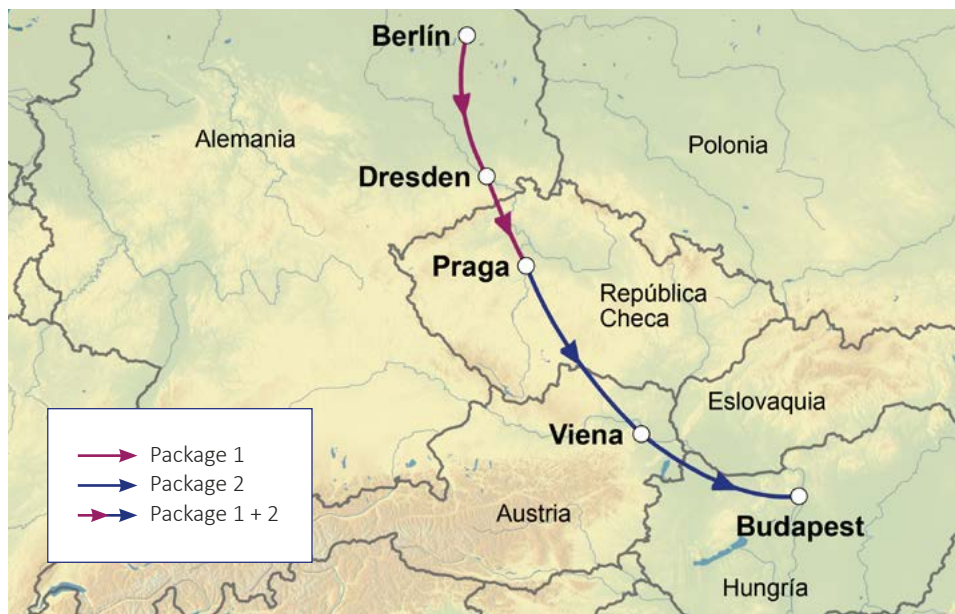 Berlín
Alemania
Polonia
Dresden
Praga
República
Checa
Eslovaquia
Viena
Package 1
Package 2
Package 1 + 2
Austria
Budapest
Hungría